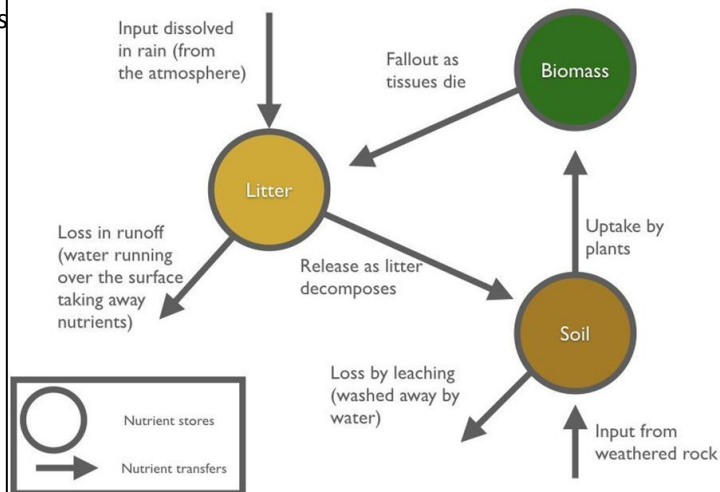 s
Input dissolved
in rain (from
the atmosphere)
Fallout as
tissues die
Biomass
Litter
Loss in runoff
(water running
over the surface
taking away
nutrients)
Release as litter
decomposes
Uptake by
plants
Soil
Loss by leaching
(washed away by
water)
Input from
weathered rock
Nutrient stores
Nutrient transfers